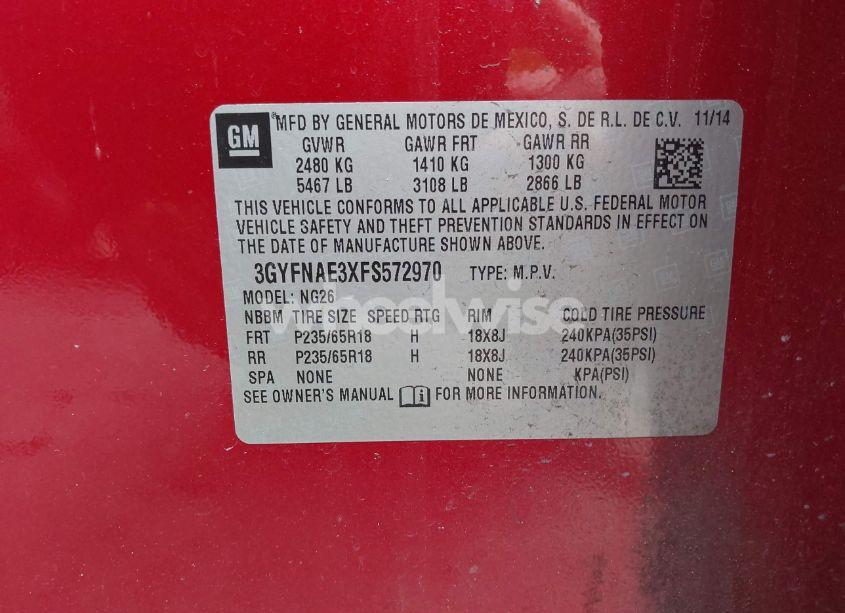 GM
MFD BY GENERAL MOTORS DE MEXICO, S. DE R.L. DE C.V. 11/14
GVWR GAWR FRT GAWR RR
2480 KG 1410 KG 1300 KG
5467 LB 3108 LB 2866 LB
THIS VEHICLE CONFORMS TO ALL APPLICABLE U.S. FEDERAL MOTOR
VEHICLE SAFETY AND THEFT PREVENTION STANDARDS IN EFFECT ON
THE DATE OF MANUFACTURE SHOWN ABOVE.
3GYFNAE3XFS572970 TYPE: M.P.V.
MODEL: NG26
wheelwise
NBBM TIRE SIZE SPEED RTG RIM COLD TIRE PRESSURE
FRT P235/65R18 H 18X8J 240KPA(35PSI)
RR P235/65R18 H 18X8J 240KPA(35PSI)
SPA NONE NONE KPA(PSI)
SEE OWNER'S MANUAL i FOR MORE INFORMATION.